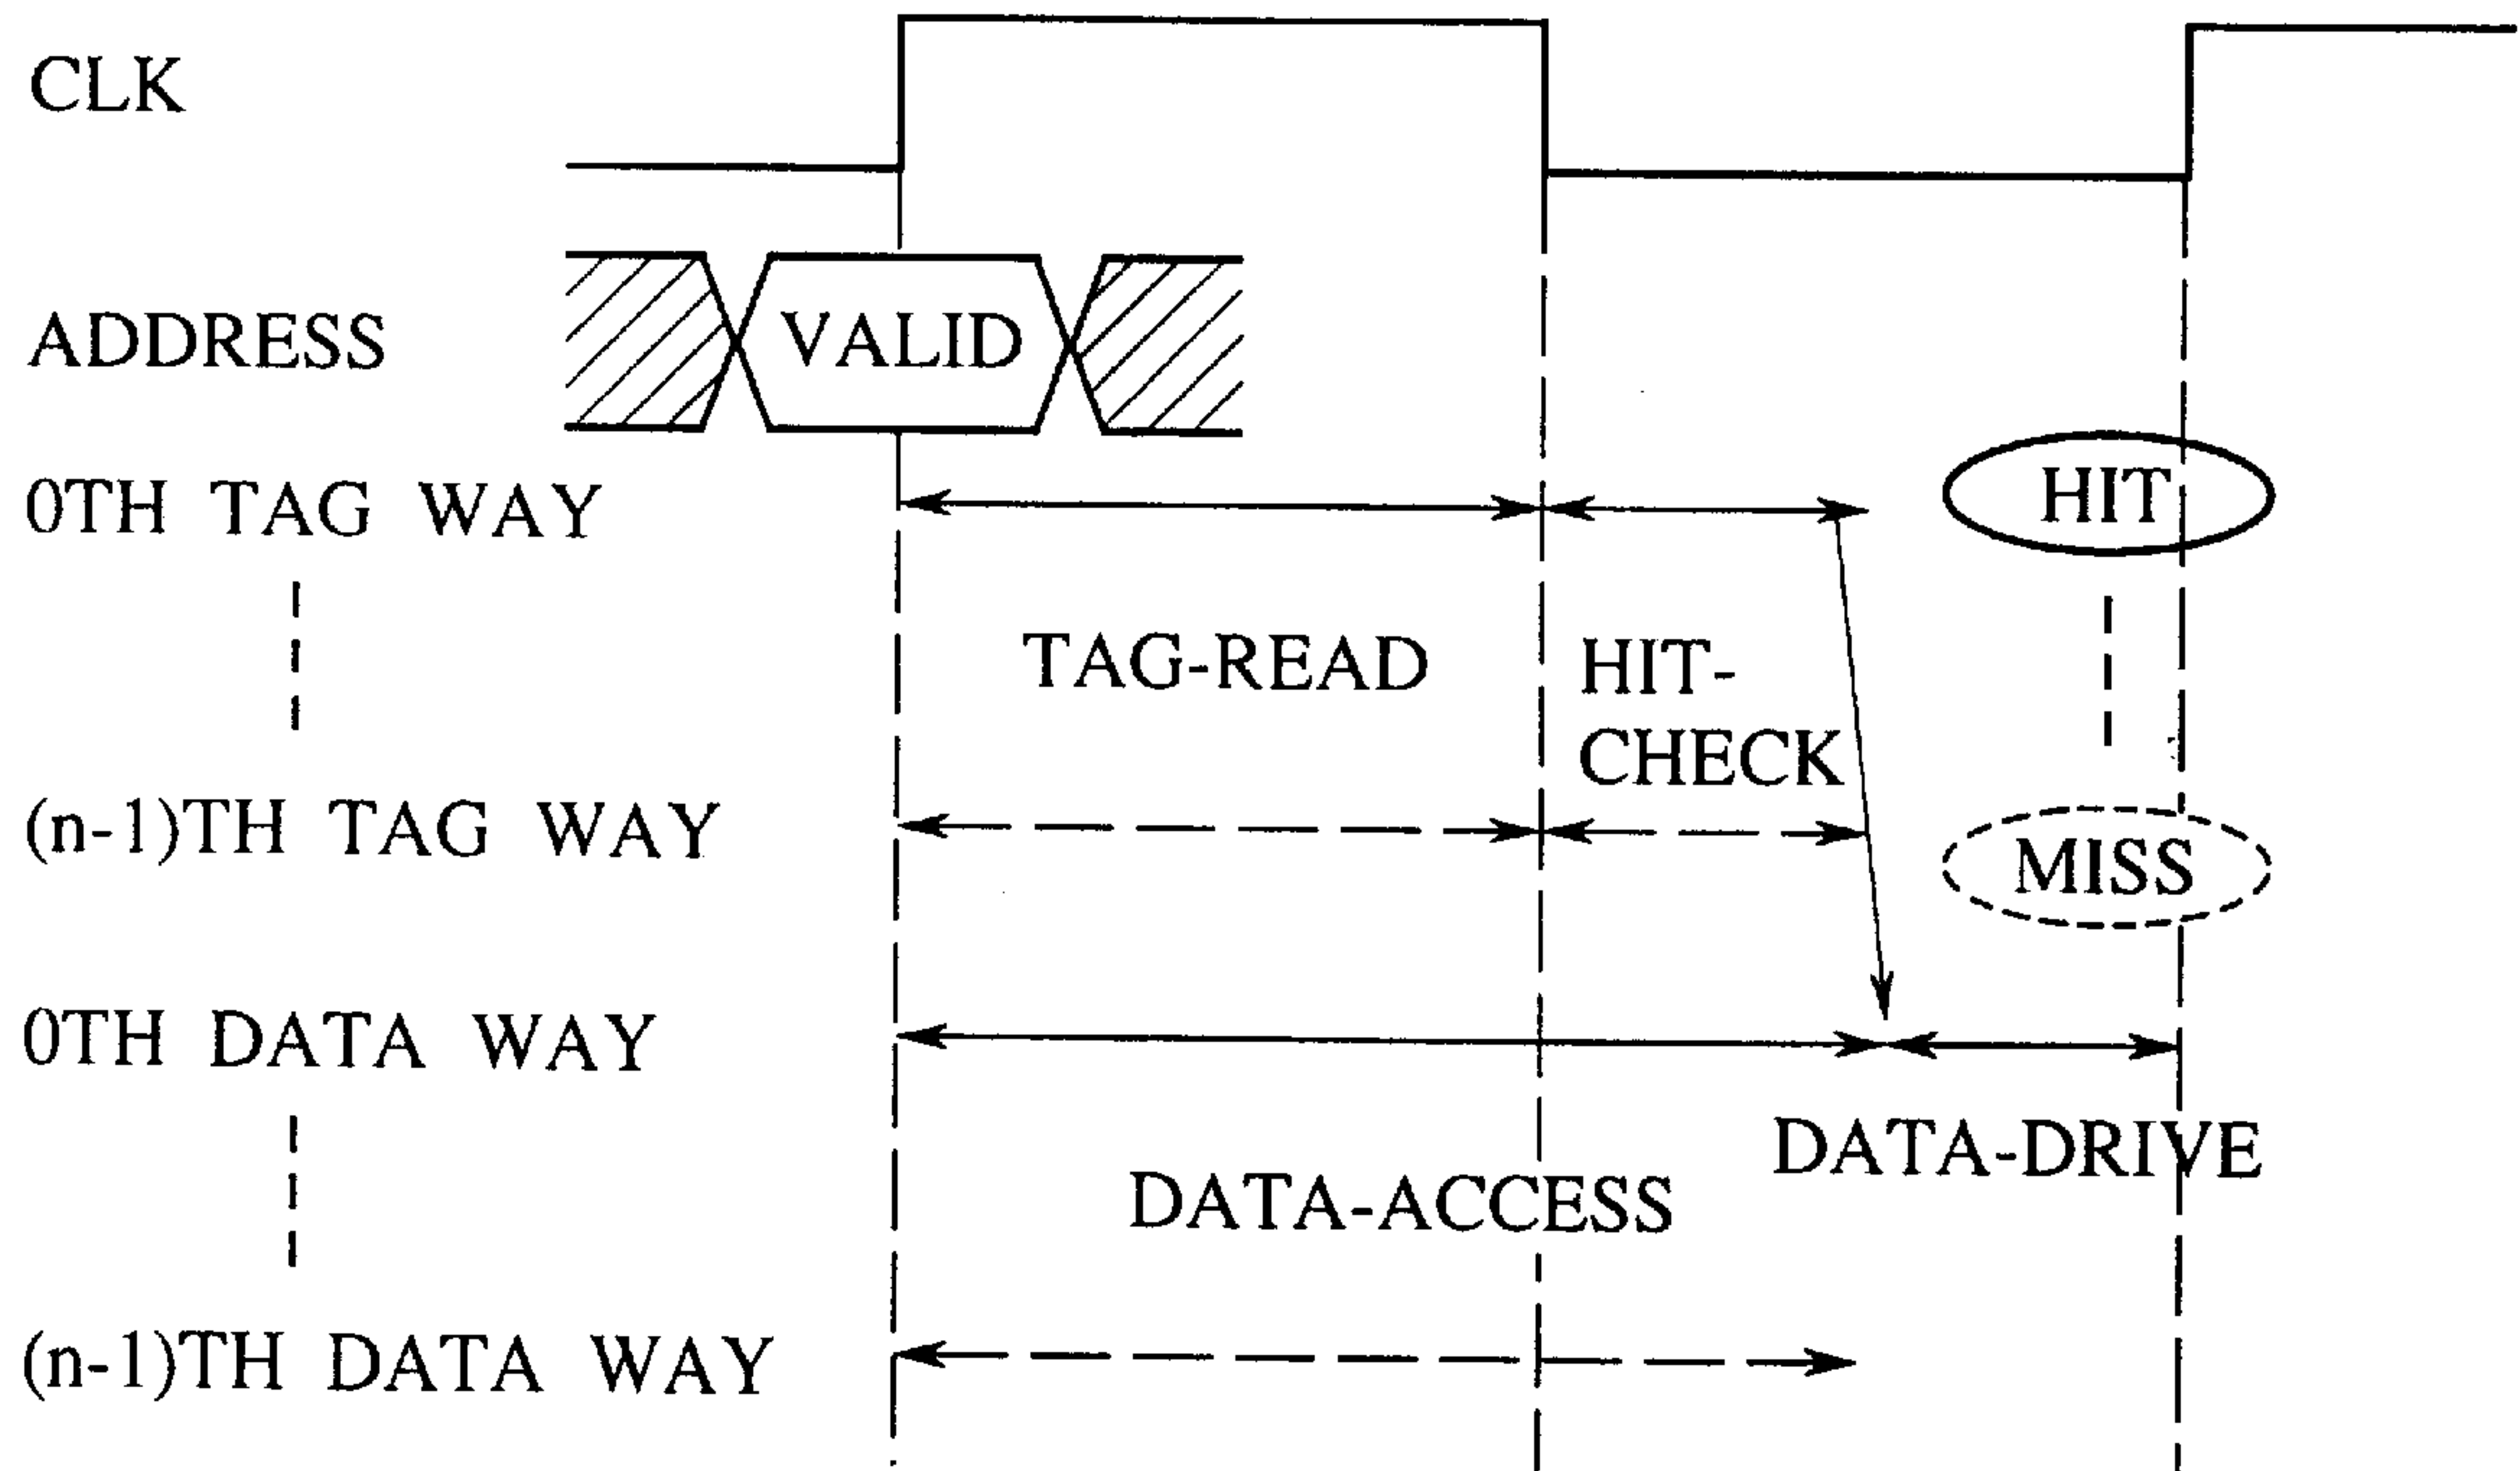 CLK
ADDRESS
VALID
0TH TAG WAY
HIT
TAG-READ
HIT-
CHECK
(n-1)TH TAG WAY
MISS
0TH DATA WAY
DATA-DRIVE
DATA-ACCESS
(n-1)TH DATA WAY